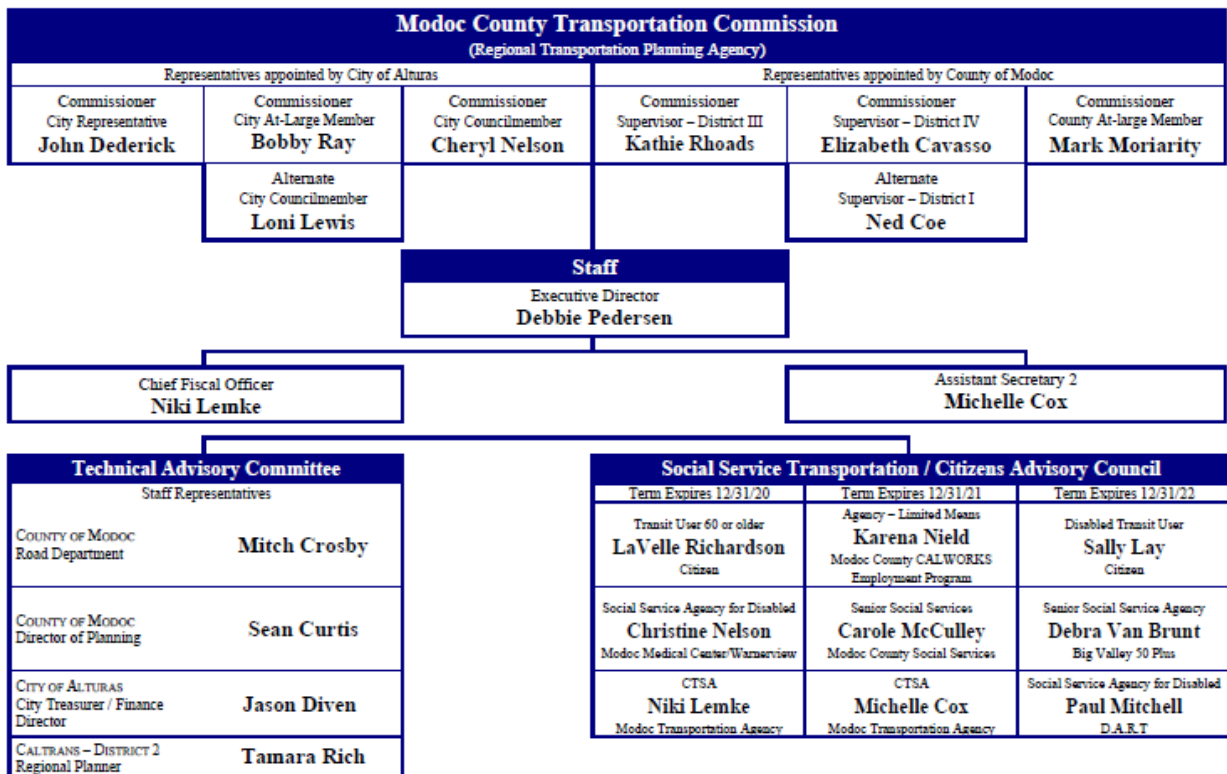 Modoc County Transportation Commission
(Regional Transportation Planning Agency)
Representatives appointed by City of Alturas
Representatives appointed by County of Modoc
Commissioner
City Representative
John Dederick
Commissioner
City At-Large Member
Bobby Ray
Commissioner
City Councilmember
Cheryl Nelson
Commissioner
Supervisor – District III
Kathie Rhoads
Commissioner
Supervisor – District IV
Elizabeth Cavasso
Commissioner
County At-large Member
Mark Moriarity
Alternate
City Councilmember
Loni Lewis
Alternate
Supervisor – District I
Ned Coe
Staff
Executive Director
Debbie Pedersen
Chief Fiscal Officer
Niki Lemke
Assistant Secretary 2
Michelle Cox
Technical Advisory Committee
Staff Representatives
COUNTY OF MODOC
Road Department
Mitch Crosby
COUNTY OF MODOC
Director of Planning
Sean Curtis
CITY OF ALTURAS
City Treasurer / Finance
Director
Jason Diven
CALTRANS – DISTRICT 2
Regional Planner
Tamara Rich
Social Service Transportation / Citizens Advisory Council
Term Expires 12/31/20
Term Expires 12/31/21
Term Expires 12/31/22
Transit User 60 or older
LaVelle Richardson
Citizen
Agency – Limited Means
Karena Nield
Modoc County CALWORKS
Employment Program
Disabled Transit User
Sally Lay
Citizen
Social Service Agency for Disabled
Christine Nelson
Modoc Medical Center/Warnerview
Senior Social Services
Carole McCulley
Modoc County Social Services
Senior Social Service Agency
Debra Van Brunt
Big Valley 50 Plus
CTSA
Niki Lemke
Modoc Transportation Agency
CTSA
Michelle Cox
Modoc Transportation Agency
Social Service Agency for Disabled
Paul Mitchell
D.A.R.T